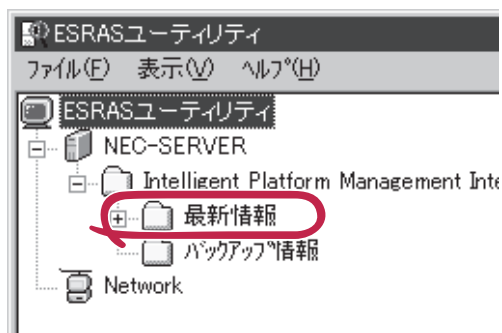 ESRASユーティリティ
ファイル(F) 表示(V) ヘルプ(H)
ESRASユーティリティ
NEC-SERVER
Intelligent Platform Management Inte
最新情報
バックアップ情報
Network